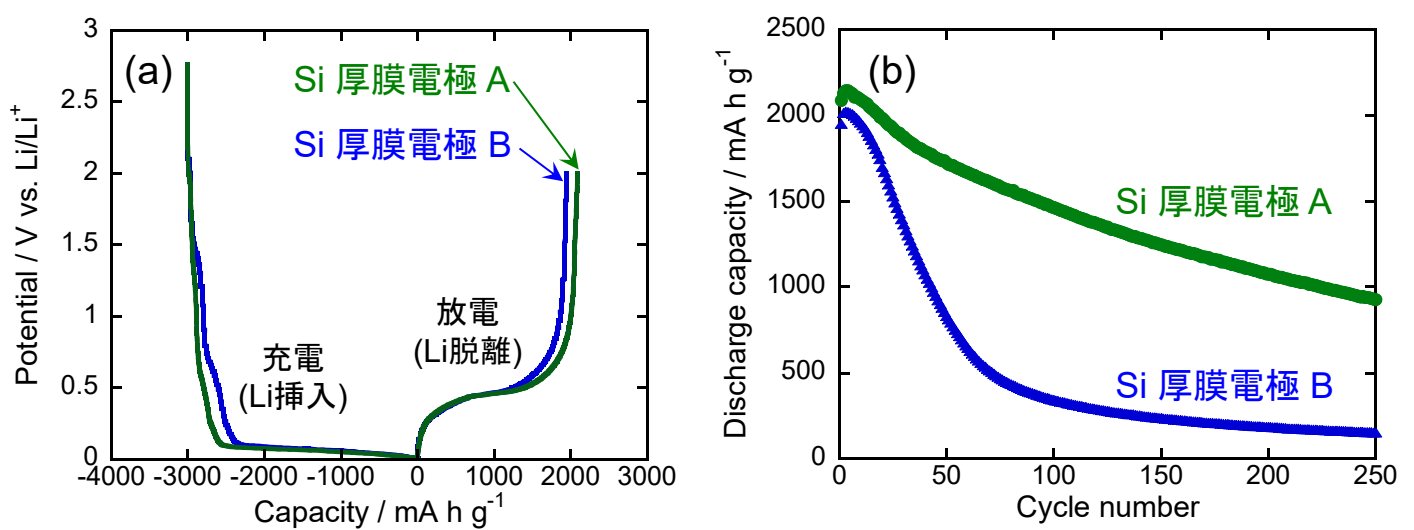 (a)
Si 厚膜電極 A
Si 厚膜電極 B
充電
(Li挿入)
放電
(Li脱離)
Potential / V vs. Li/Li+
3
2.5
2
1.5
1
0.5
0
-4000 -3000 -2000 -1000 0 1000 2000 3000
Capacity / mA h g-1
(b)
Si 厚膜電極 A
Si 厚膜電極 B
Discharge capacity / mA h g-1
2500
2000
1500
1000
500
0
0 50 100 150 200 250
Cycle number